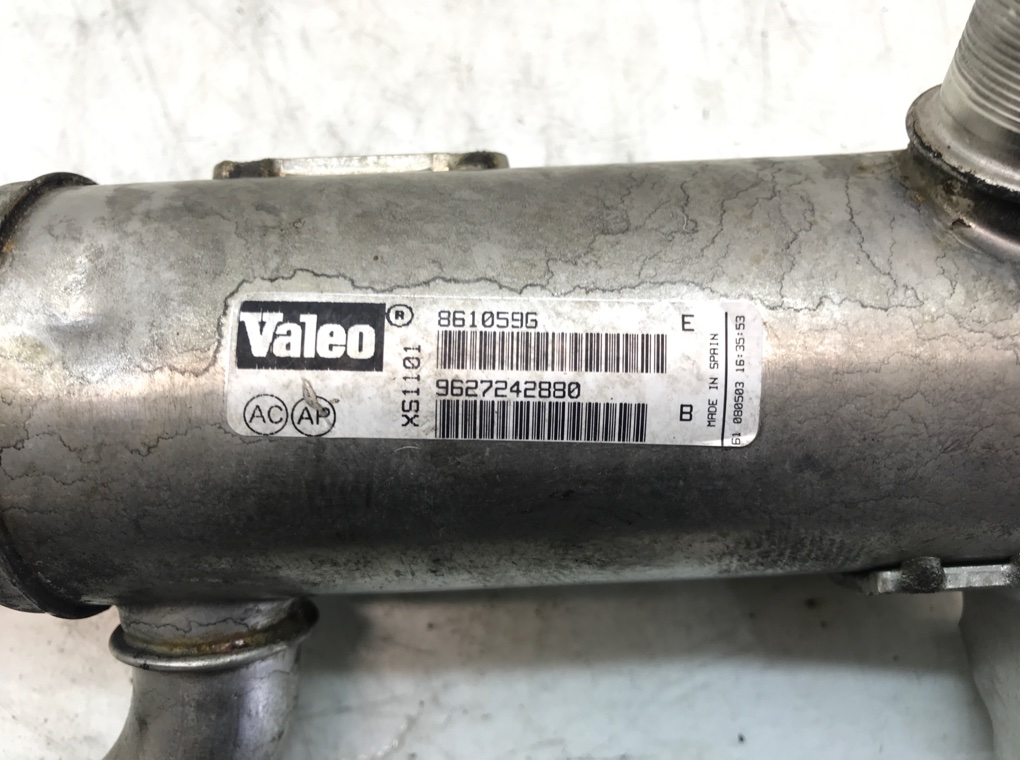 Valeo ®
AC AP
XS1101
861059G
9627242880
E
B
MADE IN SPAIN
61 080503 16:35:53